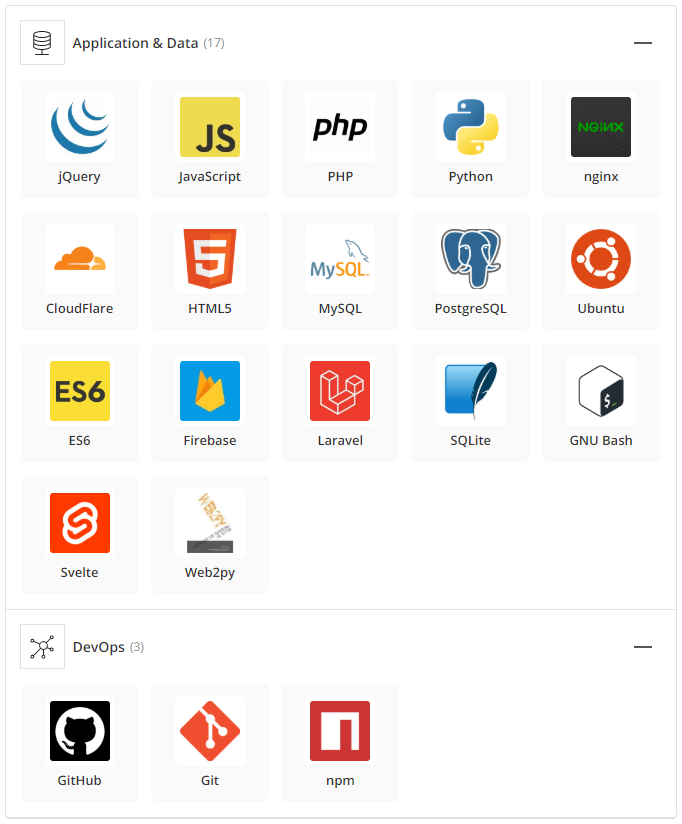 Application & Data (17)
JS
php
NGINX
jQuery
JavaScript
PHP
Python
nginx
5
MySQL
CloudFlare
HTML5
MySQL
PostgreSQL
Ubuntu
ES6
$
ES6
Firebase
Laravel
SQLite
GNU Bash
WEB2PY
Svelte
Web2py
DevOps (3)
GitHub
Git
npm